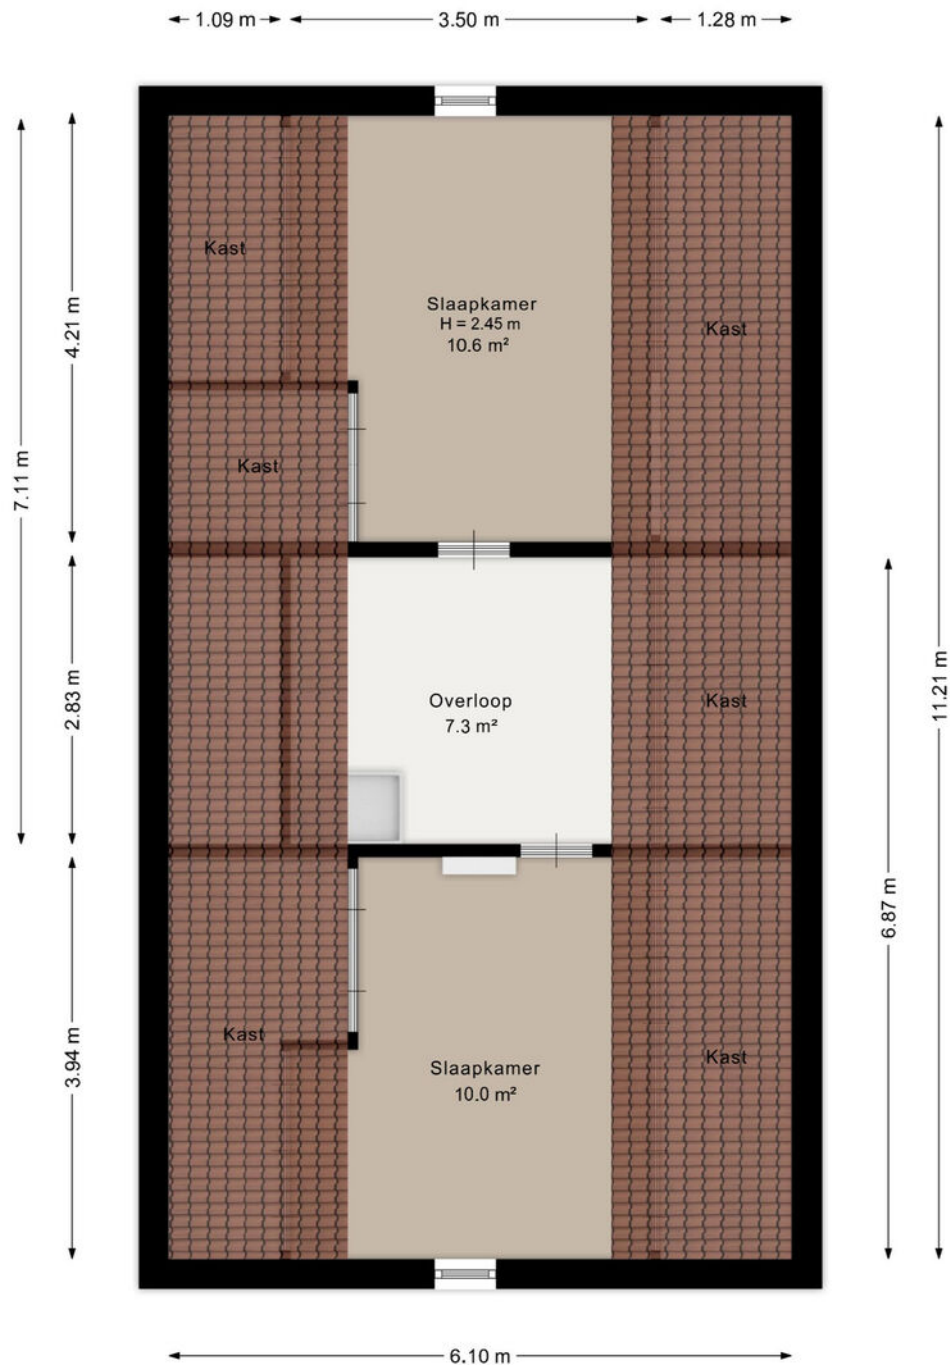 1.09 m
3.50 m
1.28 m
Kast
Slaapkamer
H = 2.45 m
10.6 m²
Kast
4.21 m
Kast
7.11 m
Overloop
7.3 m²
Kast
2.83 m
11.21 m
6.87 m
Kast
Slaapkamer
10.0 m²
Kast
3.94 m
6.10 m